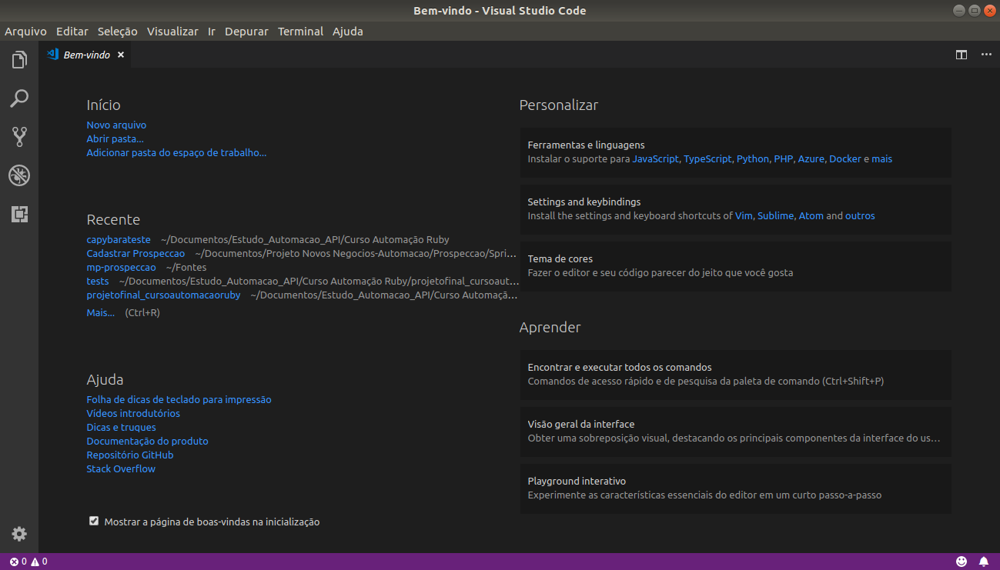 Bem-vindo - Visual Studio Code
Arquivo Editar Seleção Visualizar Ir Depurar Terminal Ajuda
Bem-vindo
Início
Novo arquivo
Abrir pasta...
Adicionar pasta do espaço de trabalho...
Recente
capybarateste ~/Documentos/Estudo_Automacao_API/Curso Automação Ruby
Cadastrar Prospeccao ~/Documentos/Projeto Novos Negocios-Automacao/Prospeccao/Spri...
mp-prospeccao ~/Fontes
tests ~/Documentos/Estudo_Automacao_API/Curso Automação Ruby/projetofinal_cursoaut...
projetofinal_cursoautomacaoruby ~/Documentos/Estudo_Automacao_API/Curso Automaçã...
Mais... (Ctrl+R)
Ajuda
Folha de dicas de teclado para impressão
Vídeos introdutórios
Dicas e truques
Documentação do produto
Repositório GitHub
Stack Overflow
Mostrar a página de boas-vindas na inicialização
Personalizar
Ferramentas e linguagens
Instalar o suporte para JavaScript, TypeScript, Python, PHP, Azure, Docker e mais
Settings and keybindings
Install the settings and keyboard shortcuts of Vim, Sublime, Atom and outros
Tema de cores
Fazer o editor e seu código parecer do jeito que você gosta
Aprender
Encontrar e executar todos os comandos
Comandos de acesso rápido e de pesquisa da paleta de comando (Ctrl+Shift+P)
Visão geral da interface
Obter uma sobreposição visual, destacando os principais componentes da interface do us...
Playground interativo
Experimente as características essenciais do editor em um curto passo-a-passo
0 0